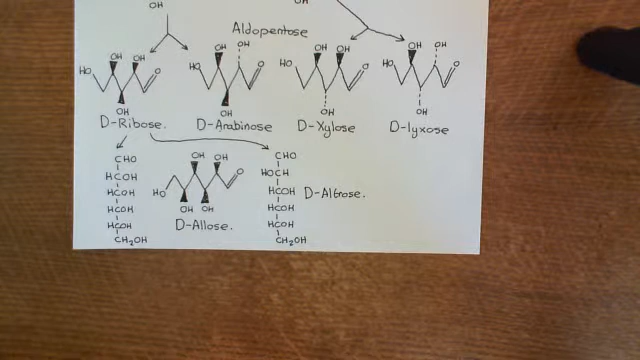 OH
OH
Aldopentose
OH OH OH OH OH OH OH OH
HO O HO O HO O HO O
OH OH OH OH
D-Ribose. D-Arabinose D-Xylose D-lyxose
CHO OH OH CHO
HCOH O HOCH
HCOH HO HCOH D-Altrose.
HCOH OH OH HCOH
HCOH D-Allose. HCOH
CH2OH CH2OH